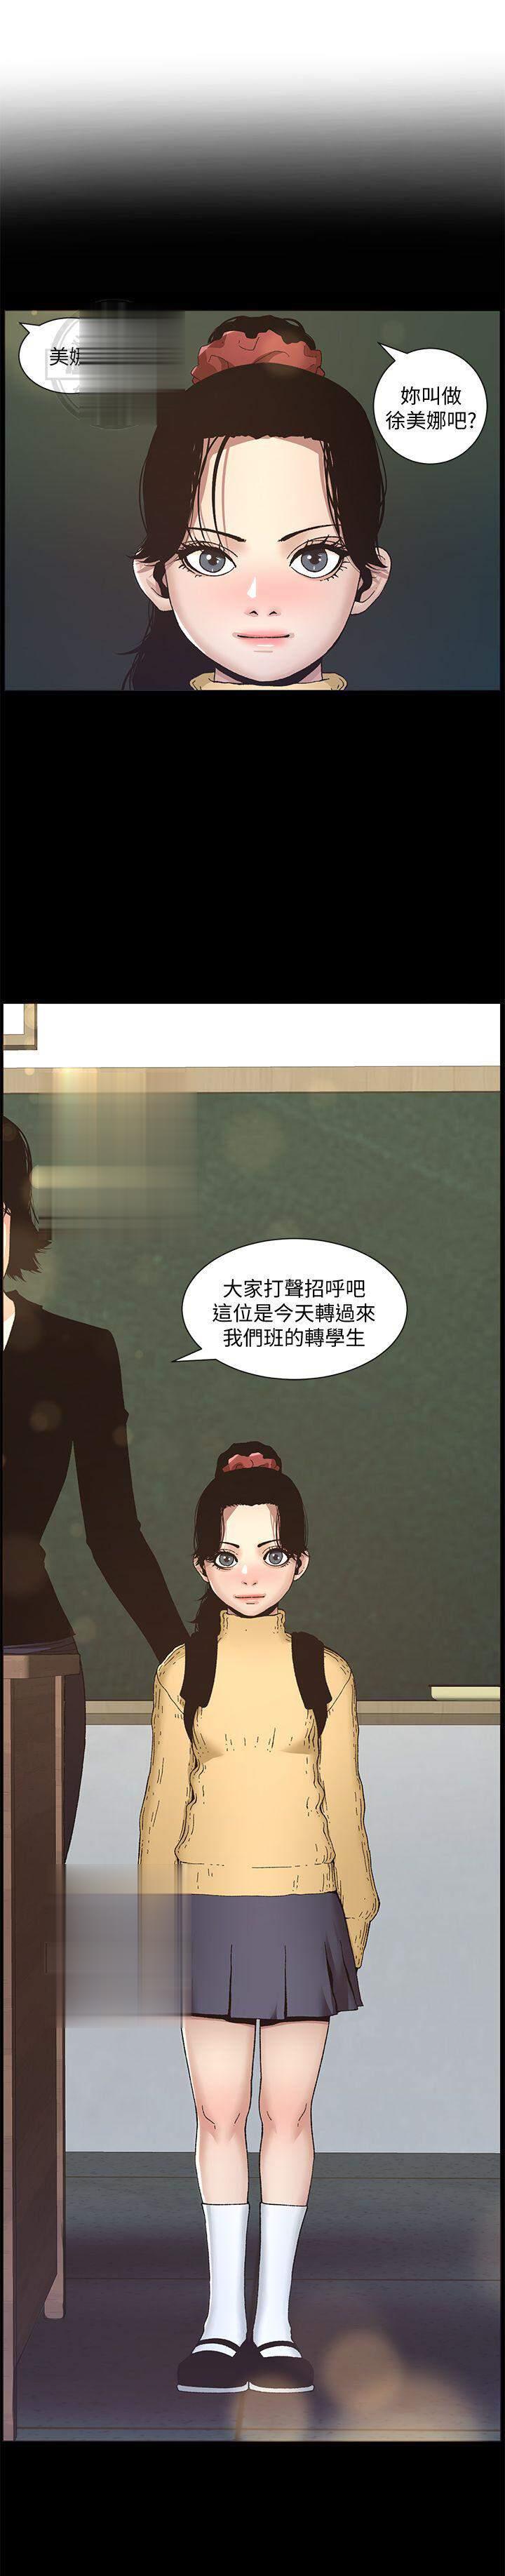 美娜
妳叫做
徐美娜吧?
大家打聲招呼吧
這位是今天轉過來
我們班的轉學生